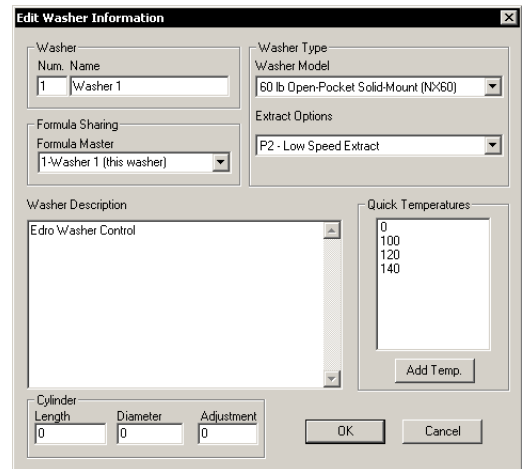 Edit Washer Information
Washer
Num. Name
1 Washer 1
Formula Sharing
Formula Master
1-Washer 1 (this washer)
Washer Type
Washer Model
60 lb Open-Pocket Solid-Mount (NX60)
Extract Options
P2 - Low Speed Extract
Washer Description
Edro Washer Control
Quick Temperatures
0
100
120
140
Add Temp.
Cylinder
Length Diameter Adjustment
0 0 0
OK Cancel